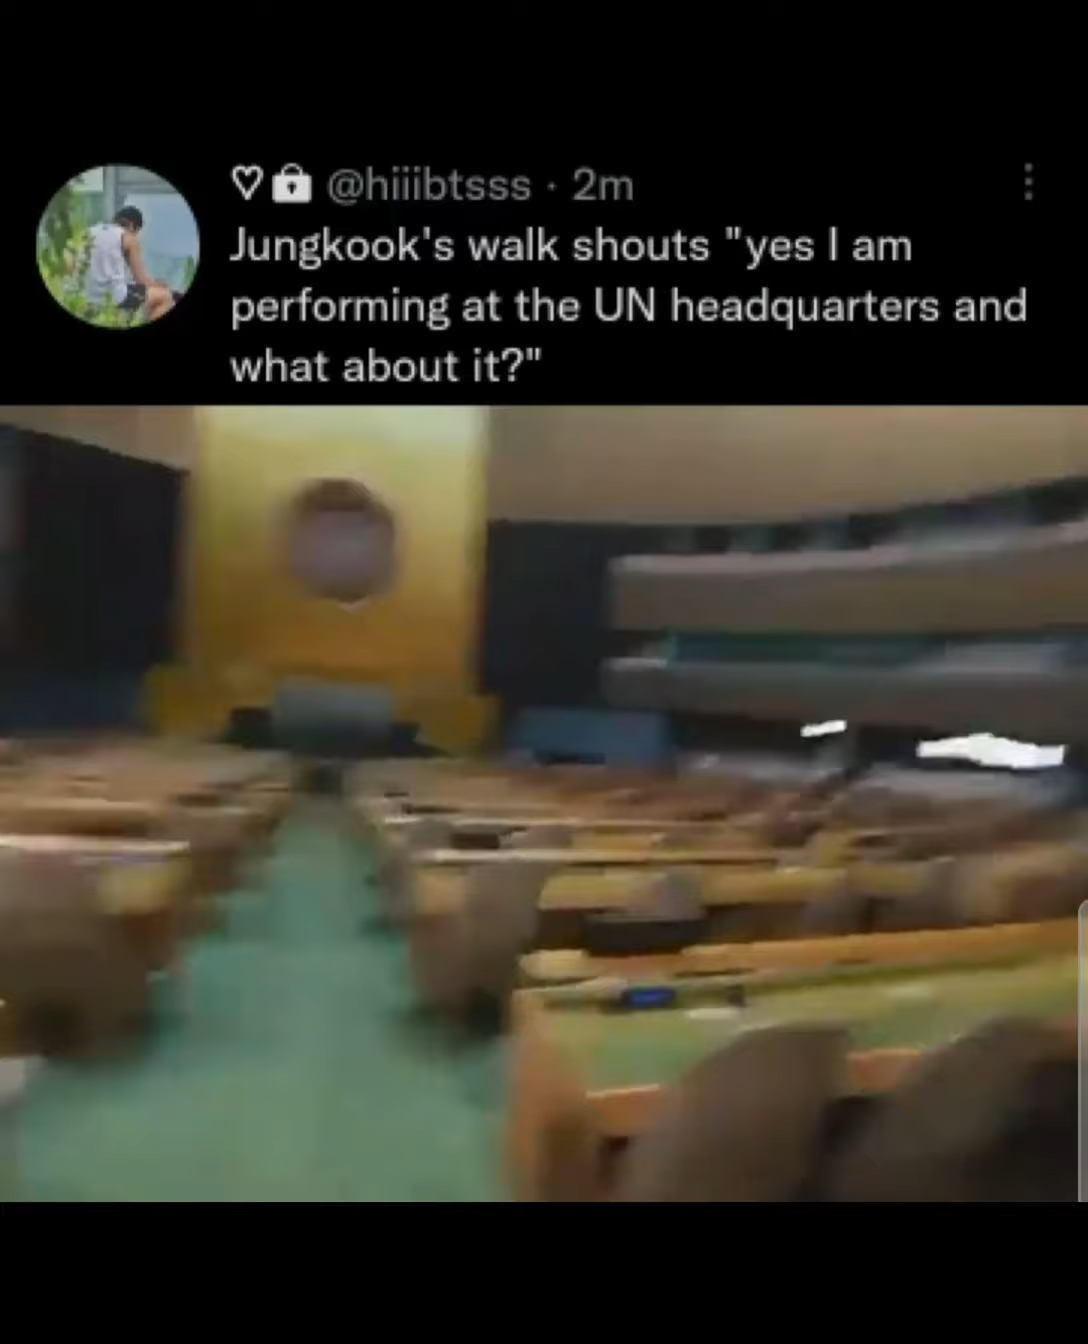 ♡🔒 @hiiibtsss · 2m
Jungkook's walk shouts "yes I am
performing at the UN headquarters and
what about it?"